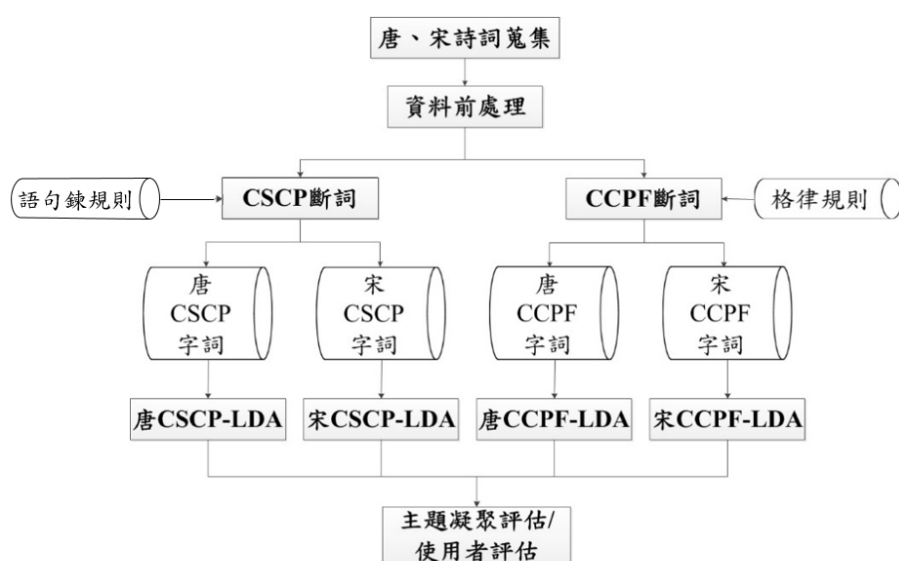 唐、宋詩詞蒐集
資料前處理
語句鍊規則
CSCP斷詞
CCPF斷詞
格律規則
唐
CSCP
字詞
宋
CSCP
字詞
唐
CCPF
字詞
宋
CCPF
字詞
唐CSCP-LDA
宋CSCP-LDA
唐CCPF-LDA
宋CCPF-LDA
主題凝聚評估/
使用者評估